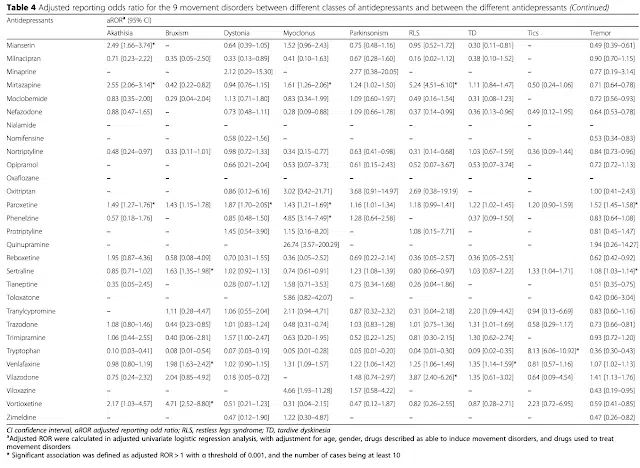 Table 4 Adjusted reporting odds ratio for the 9 movement disorders between different classes of antidepressants and between the different antidepressants (Continued)
Antidepressants aRORª (95% CI)
Akathisia Bruxism Dystonia Myoclonus Parkinsonism RLS TD Tics Tremor
Mianserin 2.49 [1.66–3.74]* – 0.64 [0.39–1.05] 1.52 [0.96–2.43] 0.75 [0.48–1.16] 0.95 [0.52–1.72] 0.30 [0.11–0.81] – 0.49 [0.39–0.61]
Milnacipran 0.71 [0.23–2.22] 0.35 [0.05–2.50] 0.33 [0.13–0.89] 0.41 [0.10–1.63] 0.67 [0.28–1.60] 0.16 [0.02–1.12] 0.38 [0.10–1.52] – 0.90 [0.70–1.15]
Minaprine – – 2.12 [0.29–15.30] – 2.77 [0.38–20.05] – – – 0.77 [0.19–3.14]
Mirtazapine 2.55 [2.06–3.14]* 0.42 [0.22–0.82] 0.94 [0.76–1.15] 1.61 [1.26–2.06]* 1.24 [1.02–1.50] 5.24 [4.51–6.10]* 1.11 [0.84–1.47] 0.50 [0.24–1.06] 0.71 [0.64–0.78]
Moclobemide 0.83 [0.35–2.00] 0.29 [0.04–2.04] 1.13 [0.71–1.80] 0.83 [0.34–1.99] 1.09 [0.60–1.97] 0.49 [0.16–1.54] 0.31 [0.08–1.23] – 0.72 [0.56–0.93]
Nefazodone 0.88 [0.47–1.65] – 0.73 [0.48–1.11] 0.28 [0.09–0.88] 1.09 [0.66–1.78] 0.37 [0.14–0.99] 0.36 [0.13–0.96] 0.49 [0.12–1.95] 0.64 [0.53–0.78]
Nialamide – – – – – – – – –
Nomifensine – – 0.58 [0.22–1.56] – – – – – 0.53 [0.34–0.83]
Nortriptyline 0.48 [0.24–0.97] 0.33 [0.11–1.01] 0.98 [0.72–1.33] 0.34 [0.15–0.77] 0.63 [0.41–0.98] 0.31 [0.14–0.68] 1.03 [0.67–1.59] 0.36 [0.09–1.44] 0.84 [0.73–0.96]
Opipramol – – 0.66 [0.21–2.04] 0.53 [0.07–3.73] 0.61 [0.15–2.43] 0.52 [0.07–3.67] 0.53 [0.07–3.74] – 0.72 [0.72–1.13]
Oxaflozane – – – – – – – – –
Oxitriptan – – 0.86 [0.12–6.16] 3.02 [0.42–21.71] 3.68 [0.91–14.97] 2.69 [0.38–19.19] – – 1.00 [0.41–2.43]
Paroxetine 1.49 [1.27–1.76]* 1.43 [1.15–1.78] 1.87 [1.70–2.05]* 1.43 [1.21–1.69]* 1.16 [1.01–1.34] 1.18 [0.99–1.41] 1.22 [1.02–1.45] 1.20 [0.90–1.59] 1.52 [1.45–1.58]*
Phenelzine 0.57 [0.18–1.76] – 0.85 [0.48–1.50] 4.85 [3.14–7.49]* 1.28 [0.64–2.58] – 0.37 [0.09–1.50] – 0.83 [0.64–1.08]
Protriptyline – – 1.45 [0.54–3.90] 1.15 [0.16–8.20] – 1.08 [0.15–7.71] – – 0.81 [0.45–1.47]
Quinupramine – – – 26.74 [3.57–200.29] – – – – 1.94 [0.26–14.27]
Reboxetine 1.95 [0.87–4.36] 0.58 [0.08–4.09] 0.70 [0.31–1.55] 0.36 [0.05–2.52] 0.69 [0.22–2.14] 0.36 [0.05–2.57] 0.36 [0.05–2.53] – 0.62 [0.42–0.92]
Sertraline 0.85 [0.71–1.02] 1.63 [1.35–1.98]* 1.02 [0.92–1.13] 0.74 [0.61–0.91] 1.23 [1.08–1.39] 0.80 [0.66–0.97] 1.03 [0.87–1.22] 1.33 [1.04–1.71] 1.08 [1.03–1.14]*
Tianeptine 0.35 [0.05–2.45] – 0.28 [0.07–1.12] 1.58 [0.71–3.53] 0.75 [0.34–1.68] 0.26 [0.04–1.86] – – 0.51 [0.35–0.75]
Toloxatone – – – 5.86 [0.82–42.07] – – – – 0.42 [0.06–3.04]
Tranylcypromine – 1.11 [0.28–4.47] 1.06 [0.55–2.04] 2.11 [0.94–4.71] 0.87 [0.32–2.32] 0.31 [0.04–2.18] 2.20 [1.09–4.42] 0.94 [0.13–6.69] 0.83 [0.60–1.16]
Trazodone 1.08 [0.80–1.46] 0.44 [0.23–0.85] 1.01 [0.83–1.24] 0.48 [0.31–0.74] 1.03 [0.83–1.28] 1.01 [0.75–1.36] 1.31 [1.01–1.69] 0.58 [0.29–1.17] 0.73 [0.66–0.81]
Trimipramine 1.06 [0.44–2.55] 0.40 [0.06–2.81] 1.57 [1.00–2.47] 0.63 [0.20–1.95] 0.52 [0.22–1.25] 0.81 [0.30–2.15] 1.30 [0.62–2.74] – 0.93 [0.72–1.20]
Tryptophan 0.10 [0.03–0.41] 0.08 [0.01–0.54] 0.07 [0.03–0.19] 0.05 [0.01–0.28] 0.05 [0.01–0.20] 0.04 [0.01–0.30] 0.09 [0.02–0.35] 8.13 [6.06–10.92]* 0.36 [0.30–0.43]
Venlafaxine 0.98 [0.80–1.19] 1.98 [1.63–2.42]* 1.02 [0.90–1.15] 1.31 [1.09–1.57] 1.22 [1.06–1.42] 1.25 [1.06–1.49] 1.35 [1.14–1.59]* 0.81 [0.57–1.16] 1.07 [1.02–1.13]
Vilazodone 0.75 [0.24–2.32] 2.04 [0.85–4.92] 0.18 [0.05–0.72] – 1.48 [0.74–2.97] 3.87 [2.40–6.26]* 1.35 [0.61–3.02] 0.64 [0.09–4.54] 1.41 [1.13–1.76]
Viloxazine – – – 4.66 [1.93–11.28] 1.57 [0.58–4.22] – – – 0.43 [0.19–0.95]
Vortioxetine 2.17 [1.03–4.57] 4.71 [2.52–8.80]* 0.51 [0.21–1.23] 0.31 [0.04–2.15] 0.47 [0.12–1.87] 0.82 [0.26–2.55] 0.87 [0.28–2.71] 2.23 [0.72–6.95] 0.59 [0.41–0.85]
Zimeldine – – 0.47 [0.12–1.90] 1.22 [0.30–4.87] – – – – 0.47 [0.26–0.82]
CI confidence interval, aROR adjusted reporting odd ratio; RLS, restless legs syndrome; TD, tardive dyskinesia
ªAdjusted ROR were calculated in adjusted univariate logistic regression analysis, with adjustment for age, gender, drugs described as able to induce movement disorders, and drugs used to treat
movement disorders
* Significant association was defined as adjusted ROR > 1 with α threshold of 0.001, and the number of cases being at least 10